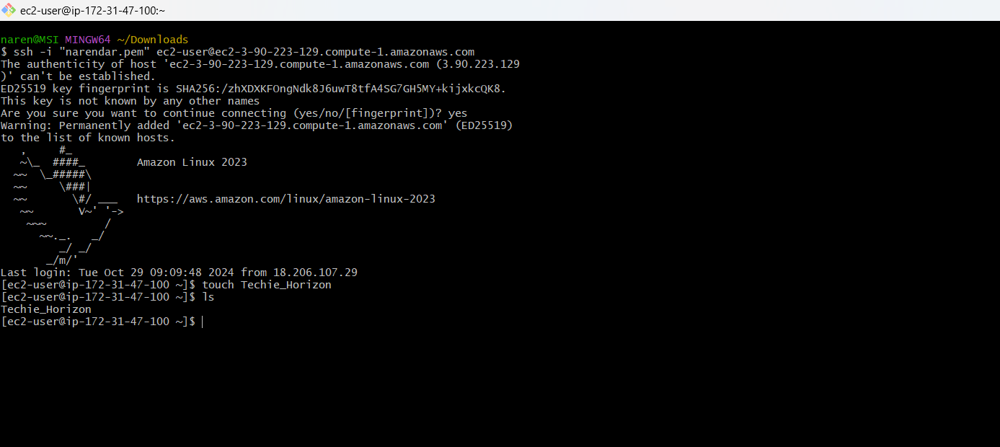 ec2-user@ip-172-31-47-100:~
naren@MSI MINGW64 ~/Downloads
$ ssh -i "narendar.pem" ec2-user@ec2-3-90-223-129.compute-1.amazonaws.com
The authenticity of host 'ec2-3-90-223-129.compute-1.amazonaws.com (3.90.223.129
)' can't be established.
ED25519 key fingerprint is SHA256:/zhXDXKFOngNdk8J6uwT8tfA4SG7GH5MY+kijxkcQK8.
This key is not known by any other names
Are you sure you want to continue connecting (yes/no/[fingerprint])? yes
Warning: Permanently added 'ec2-3-90-223-129.compute-1.amazonaws.com' (ED25519)
to the list of known hosts.
   ,     #_
   ~\_  ####_        Amazon Linux 2023
  ~~  \_#####\
  ~~     \###|
  ~~       \#/ ___   https://aws.amazon.com/linux/amazon-linux-2023
   ~~       V~' '->
    ~~~         /
      ~~._.   _/
         _/ _/
       _/m/'
Last login: Tue Oct 29 09:09:48 2024 from 18.206.107.29
[ec2-user@ip-172-31-47-100 ~]$ touch Techie_Horizon
[ec2-user@ip-172-31-47-100 ~]$ ls
Techie_Horizon
[ec2-user@ip-172-31-47-100 ~]$